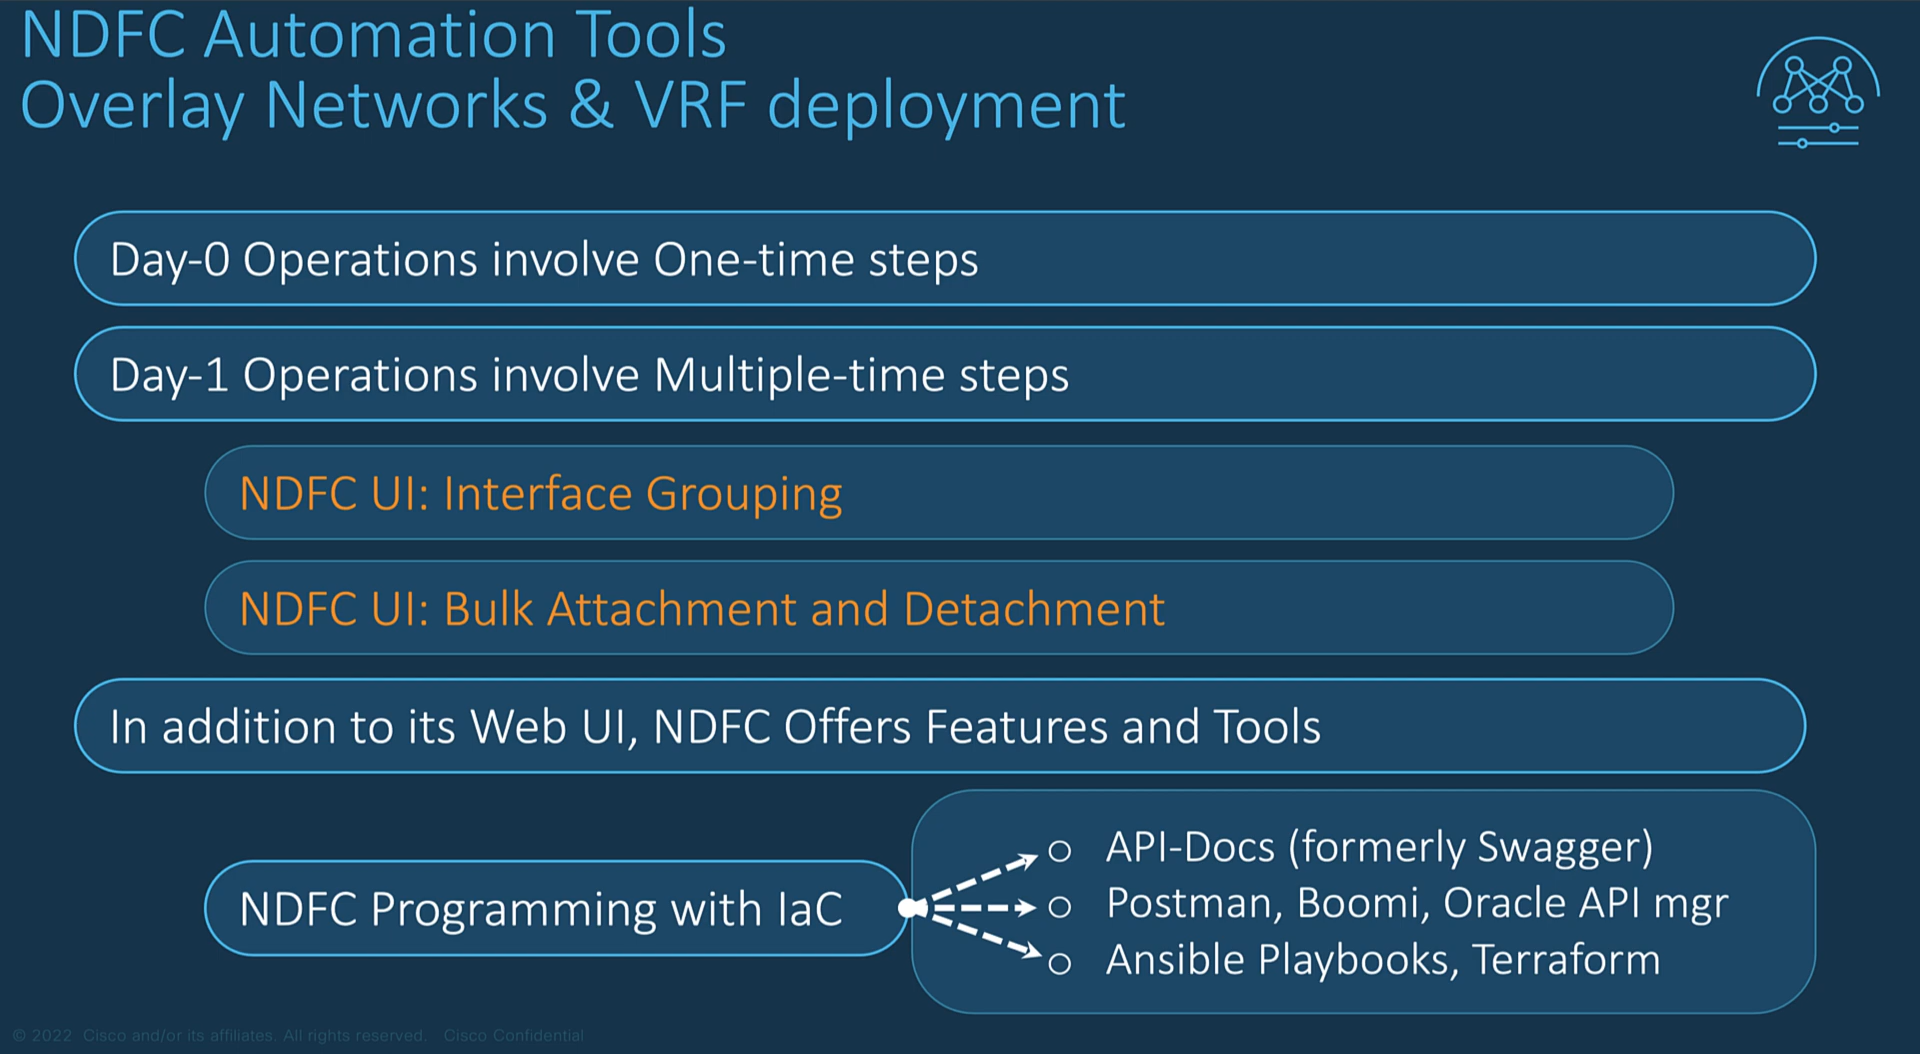 NDFC Automation Tools
Overlay Networks & VRF deployment
Day-0 Operations involve One-time steps
Day-1 Operations involve Multiple-time steps
NDFC UI: Interface Grouping
NDFC UI: Bulk Attachment and Detachment
In addition to its Web UI, NDFC Offers Features and Tools
NDFC Programming with IaC
API-Docs (formerly Swagger)
Postman, Boomi, Oracle API mgr
Ansible Playbooks, Terraform
© 2022 Cisco and/or its affiliates. All rights reserved. Cisco Confidential